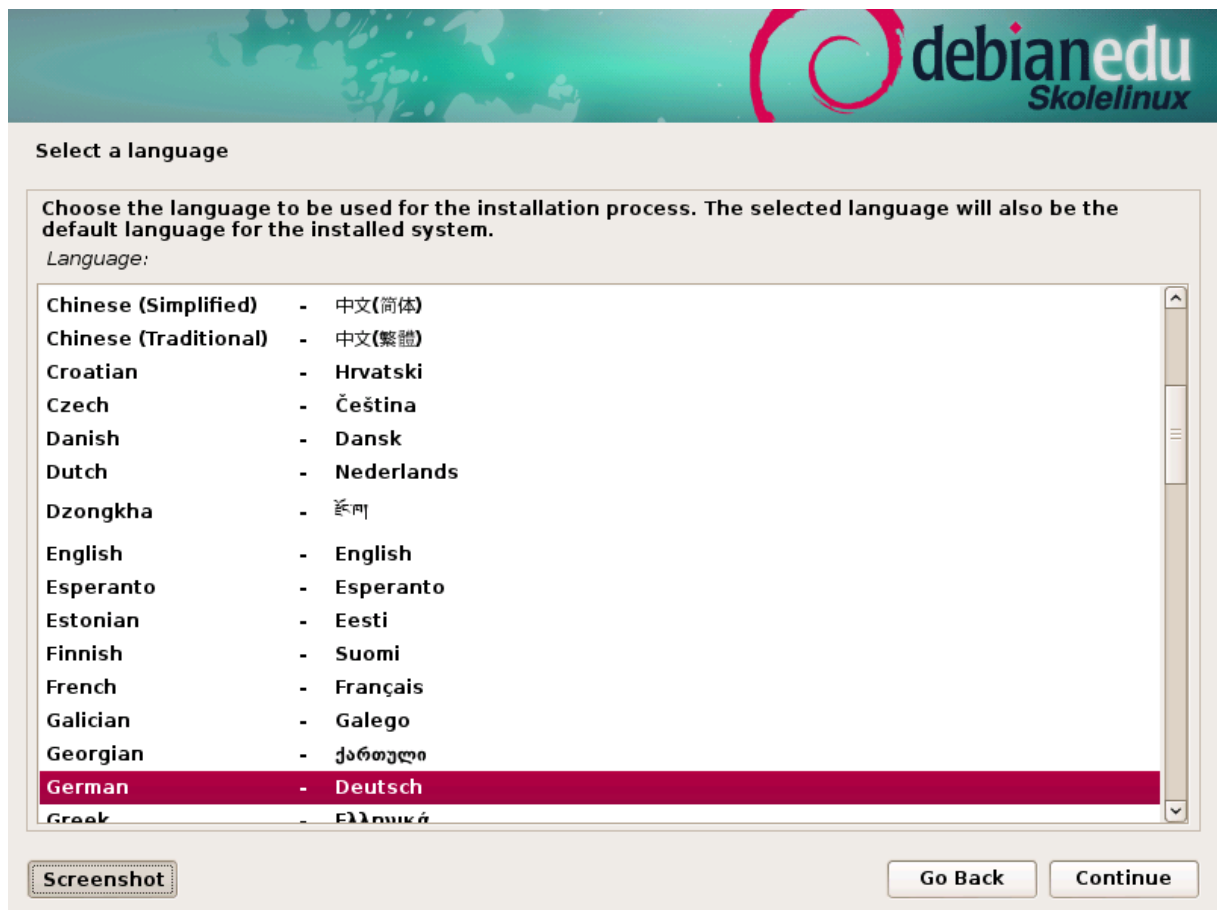 debianedu
Skolelinux
Select a language
Choose the language to be used for the installation process. The selected language will also be the
default language for the installed system.
Language:
Chinese (Simplified) - 中文(简体)
Chinese (Traditional) - 中文(繁體)
Croatian - Hrvatski
Czech - Čeština
Danish - Dansk
Dutch - Nederlands
Dzongkha - རྫོང་ཁ།
English - English
Esperanto - Esperanto
Estonian - Eesti
Finnish - Suomi
French - Français
Galician - Galego
Georgian - ქართული
German - Deutsch
Greek - Ελληνικά
Screenshot Go Back Continue